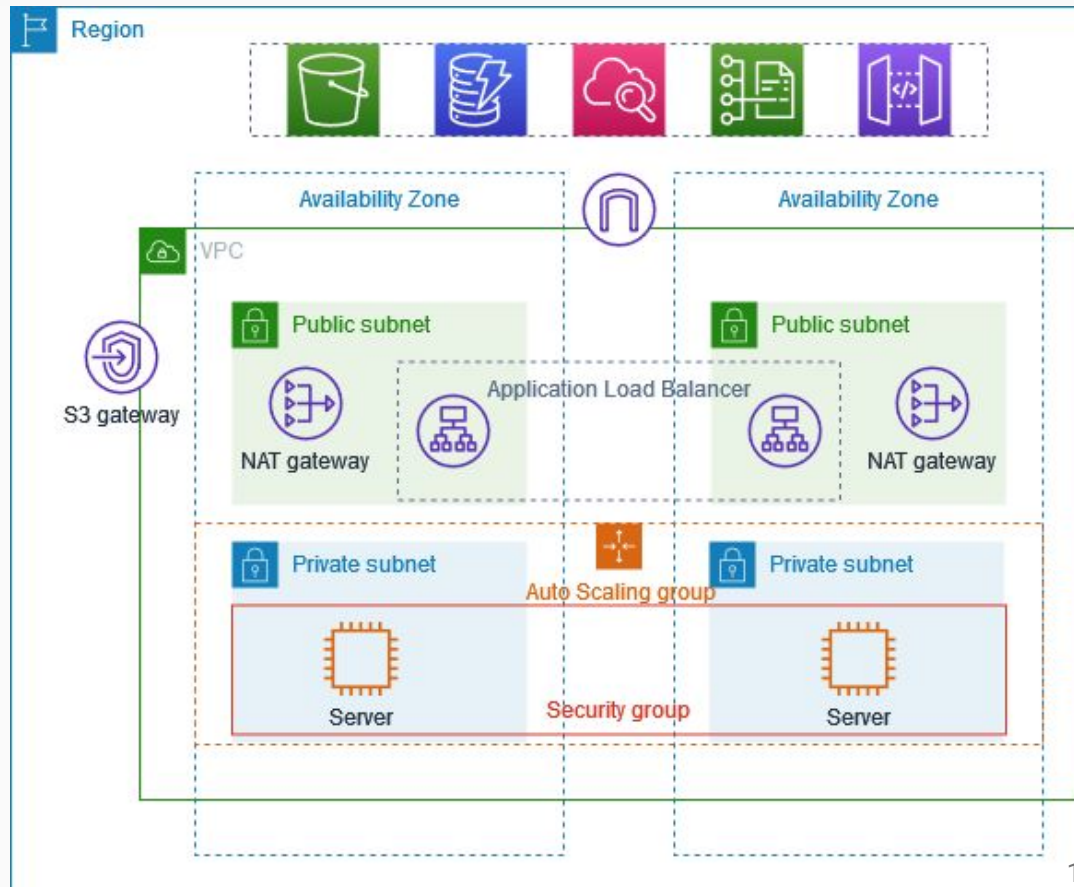 Region
Availability Zone
Availability Zone
VPC
Public subnet
Public subnet
Application Load Balancer
S3 gateway
NAT gateway
NAT gateway
Private subnet
Private subnet
Auto Scaling group
Security group
Server
Server
1